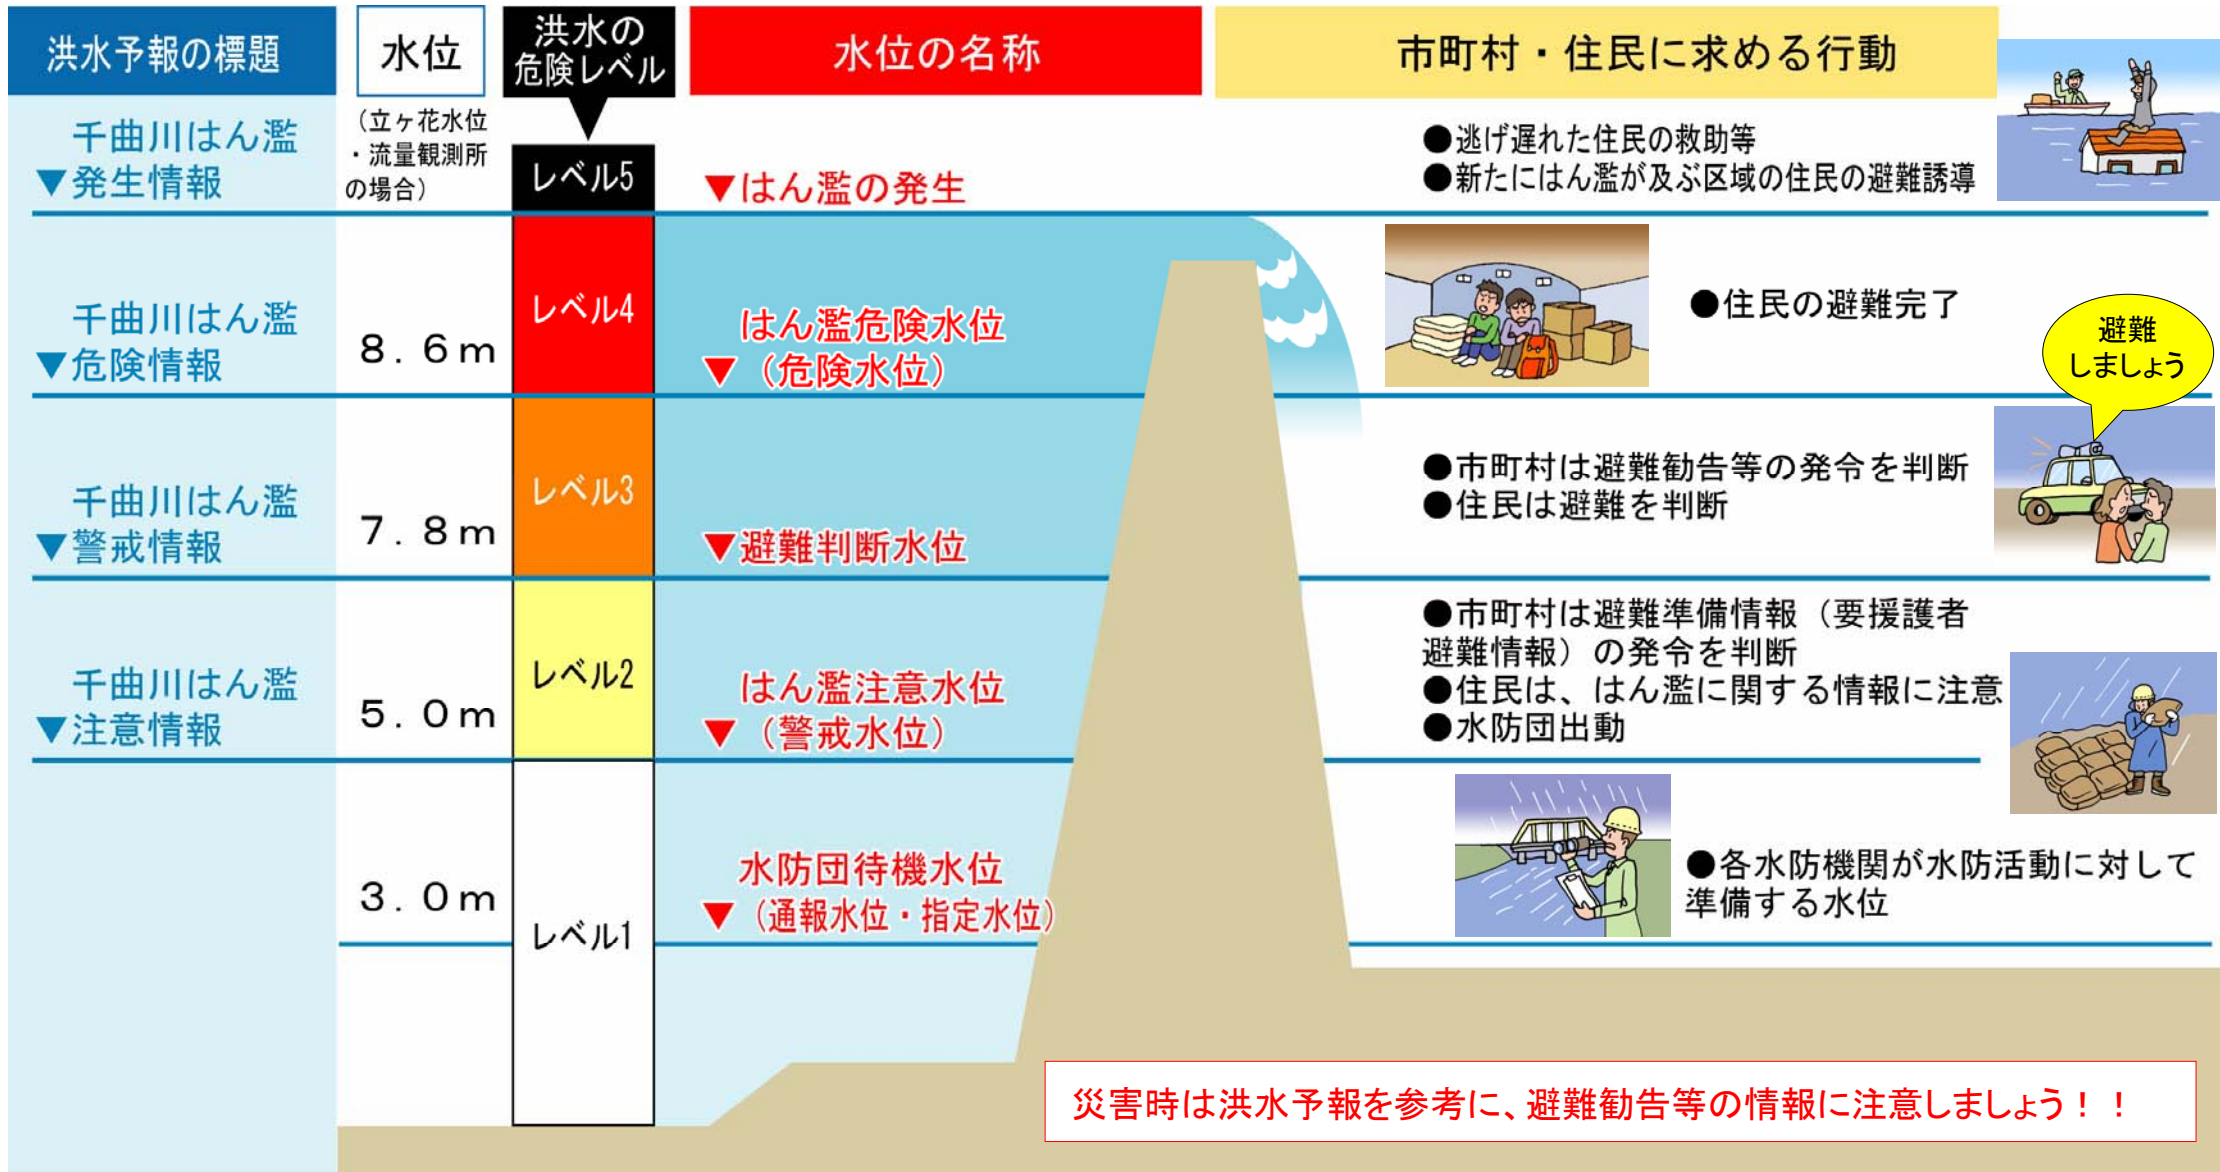 洪水予報の標題
水位
洪水の
危険レベル
水位の名称
市町村・住民に求める行動
千曲川はん濫
▼発生情報
（立ヶ花水位
・流量観測所
の場合）
レベル5
▼はん濫の発生
●逃げ遅れた住民の救助等
●新たにはん濫が及ぶ区域の住民の避難誘導
千曲川はん濫
▼危険情報
８．６ｍ
レベル4
はん濫危険水位
▼（危険水位）
●住民の避難完了
避難
しましょう
千曲川はん濫
▼警戒情報
７．８ｍ
レベル3
▼避難判断水位
●市町村は避難勧告等の発令を判断
●住民は避難を判断
千曲川はん濫
▼注意情報
５．０ｍ
レベル2
はん濫注意水位
▼（警戒水位）
●市町村は避難準備情報（要援護者
避難情報）の発令を判断
●住民は、はん濫に関する情報に注意
●水防団出動
３．０ｍ
レベル1
水防団待機水位
▼（通報水位・指定水位）
●各水防機関が水防活動に対して
準備する水位
災害時は洪水予報を参考に、避難勧告等の情報に注意しましょう！！